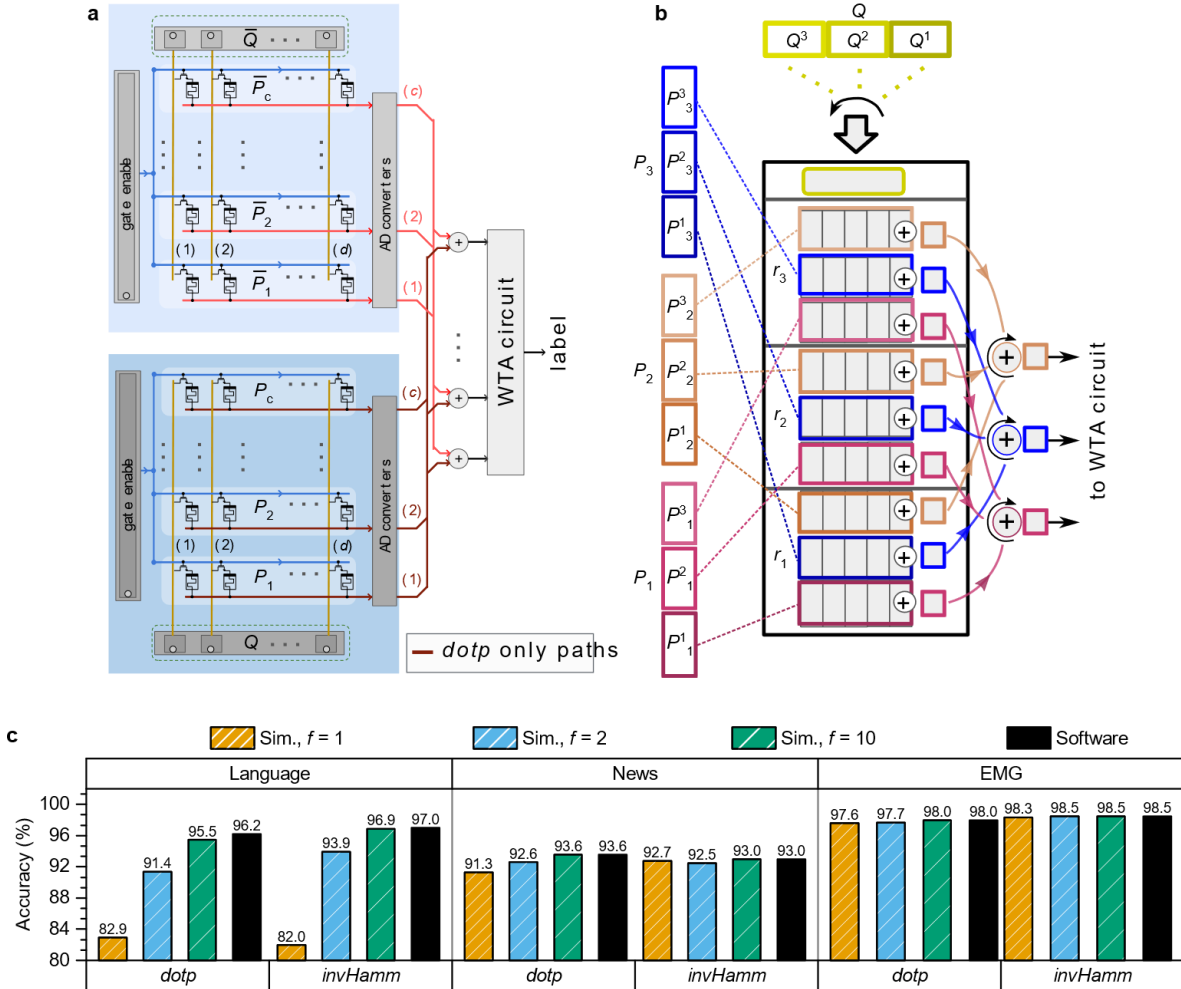 a
Q̅
gate enable
P̅c
(c)
P̅2
(2)
(1) (2) (d)
P̅1
(1)
AD converters
WTA circuit
label
gate enable
Pc
(c)
P2
(2)
(1) (2) (d)
P1
(1)
AD converters
Q
dotp only paths
b
Q
Q³ Q² Q¹
P₃
P³₃
P²₃
P¹₃
P₂
P³₂
P²₂
P¹₂
P₁
P³₁
P²₁
P¹₁
r₃
r₂
r₁
+ + + + + + + + +
+ + +
to WTA circuit
c
Sim., f = 1 Sim., f = 2 Sim., f = 10 Software
Language News EMG
Accuracy (%)
100
96
92
88
84
80
82.9 91.4 95.5 96.2 82.0 93.9 96.9 97.0 91.3 92.6 93.6 93.6 92.7 92.5 93.0 93.0 97.6 97.7 98.0 98.0 98.3 98.5 98.5 98.5
dotp invHamm dotp invHamm dotp invHamm